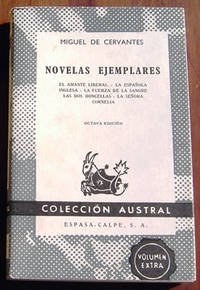 MIGUEL DE CERVANTES
NOVELAS EJEMPLARES
EL AMANTE LIBERAL - LA ESPAÑOLA
INGLESA - LA FUERZA DE LA SANGRE
LAS DOS DONCELLAS - LA SEÑORA
CORNELIA
OCTAVA EDICIÓN
COLECCIÓN AUSTRAL
ESPASA-CALPE, S. A.
VOLUMEN
EXTRA